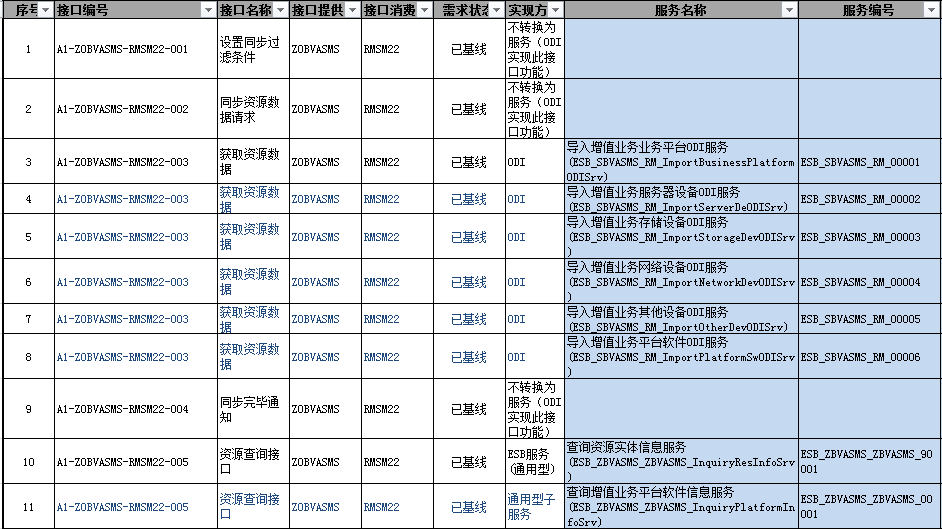 序号 接口编号 接口名称 接口提供 接口消费 需求状态 实现方 服务名称 服务编号
1 A1-ZOBVASMS-RMSM22-001 设置同步过 ZOBVASMS RMSM22 已基线 不转换为
滤条件 服务（ODI
实现此接
口功能）
2 A1-ZOBVASMS-RMSM22-002 同步资源数 ZOBVASMS RMSM22 已基线 不转换为
据请求 服务（ODI
实现此接
口功能）
3 A1-ZOBVASMS-RMSM22-003 获取资源数 ZOBVASMS RMSM22 已基线 ODI 导入增值业务业务平台ODI服务 ESB_SBVASMS_RM_00001
据 (ESB_SBVASMS_RM_ImportBusinessPlatform
ODISrv)
4 A1-ZOBVASMS-RMSM22-003 获取资源数 ZOBVASMS RMSM22 已基线 ODI 导入增值业务服务器设备ODI服务 ESB_SBVASMS_RM_00002
据 (ESB_SBVASMS_RM_ImportServerDeODISrv)
5 A1-ZOBVASMS-RMSM22-003 获取资源数 ZOBVASMS RMSM22 已基线 ODI 导入增值业务存储设备ODI服务 ESB_SBVASMS_RM_00003
据 (ESB_SBVASMS_RM_ImportStorageDevODISrv
)
6 A1-ZOBVASMS-RMSM22-003 获取资源数 ZOBVASMS RMSM22 已基线 ODI 导入增值业务网络设备ODI服务 ESB_SBVASMS_RM_00004
据 (ESB_SBVASMS_RM_ImportNetworkDevODISrv
)
7 A1-ZOBVASMS-RMSM22-003 获取资源数 ZOBVASMS RMSM22 已基线 ODI 导入增值业务其他设备ODI服务 ESB_SBVASMS_RM_00005
据 (ESB_SBVASMS_RM_ImportOtherDevODISrv)
8 A1-ZOBVASMS-RMSM22-003 获取资源数 ZOBVASMS RMSM22 已基线 ODI 导入增值业务平台软件ODI服务 ESB_SBVASMS_RM_00006
据 (ESB_SBVASMS_RM_ImportPlatformSwODISrv
)
9 A1-ZOBVASMS-RMSM22-004 同步完毕通 ZOBVASMS RMSM22 已基线 不转换为
知 服务（ODI
实现此接
口功能）
10 A1-ZOBVASMS-RMSM22-005 资源查询接 ZOBVASMS RMSM22 已基线 ESB服务 查询资源实体信息服务 ESB_ZBVASMS_ZBVASMS_90
口 (通用型) (ESB_ZBVASMS_ZBVASMS_InquiryResInfoSrv 001
)
11 A1-ZOBVASMS-RMSM22-005 资源查询接 ZOBVASMS RMSM22 已基线 通用型子 查询增值业务平台软件信息服务 ESB_ZBVASMS_ZBVASMS_00
口 服务 (ESB_ZBVASMS_ZBVASMS_InquiryPlatformIn 001
foSrv)